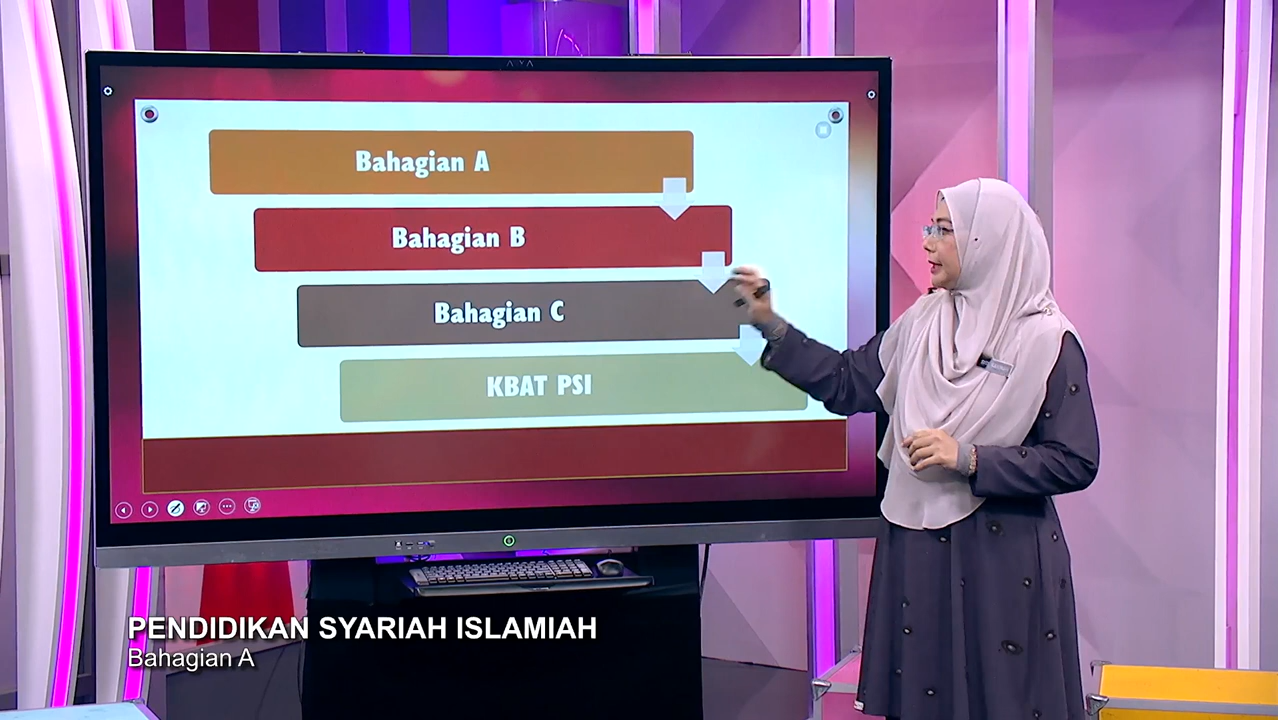 Bahagian A
Bahagian B
Bahagian C
KBAT PSI
PENDIDIKAN SYARIAH ISLAMIAH
Bahagian A